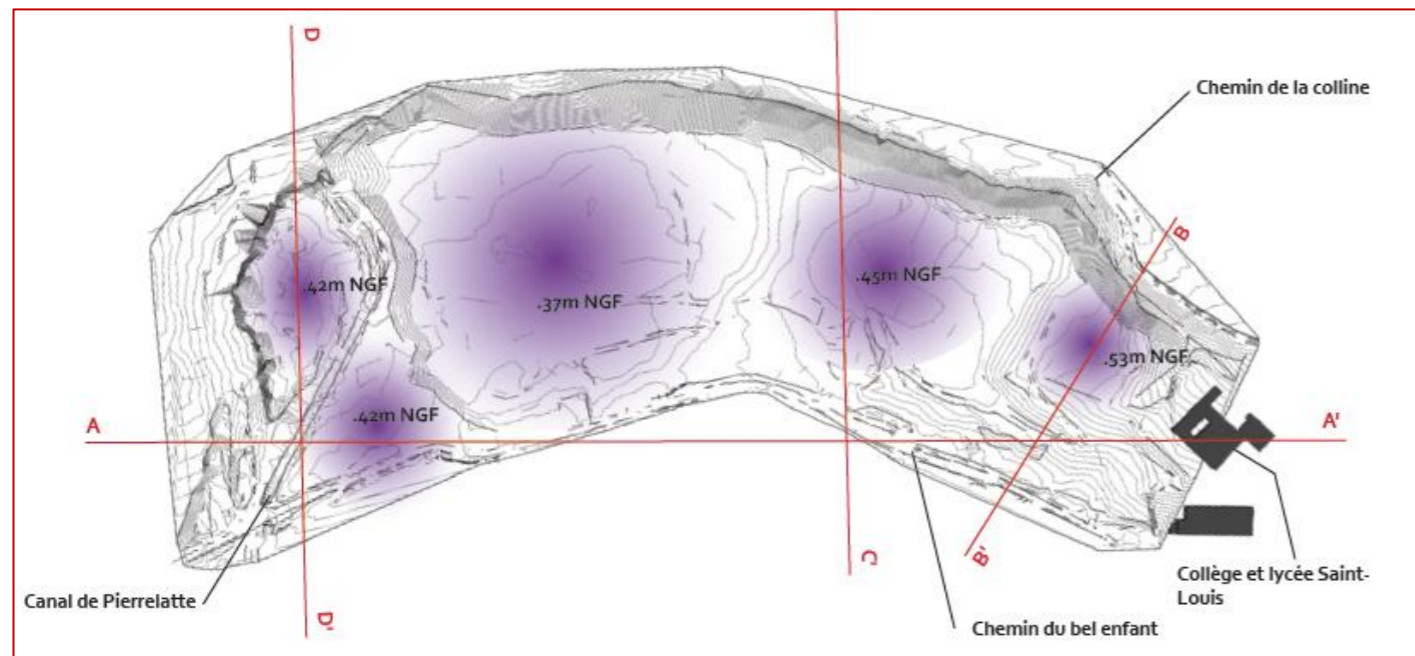 D
Chemin de la colline
B
.42m NGF
.45m NGF
.37m NGF
.53m NGF
.42m NGF
A
A'
B'
C'
Canal de Pierrelatte
D'
Collège et lycée Saint-
Louis
Chemin du bel enfant